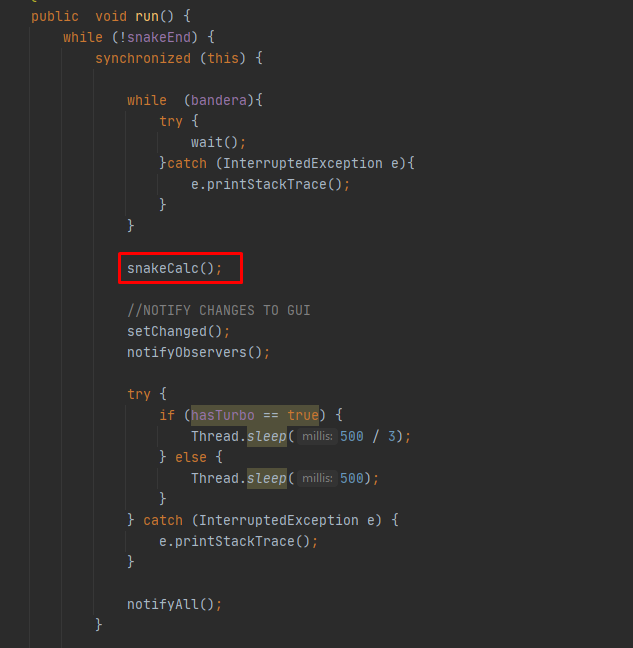 public  void run() {
while (!snakeEnd) {
synchronized (this) {
while  (bandera){
try {
wait();
}catch (InterruptedException e){
e.printStackTrace();
}
}
snakeCalc();
//NOTIFY CHANGES TO GUI
setChanged();
notifyObservers();
try {
if (hasTurbo == true) {
Thread.sleep( millis: 500 / 3);
} else {
Thread.sleep( millis: 500);
}
} catch (InterruptedException e) {
e.printStackTrace();
}
notifyAll();
}